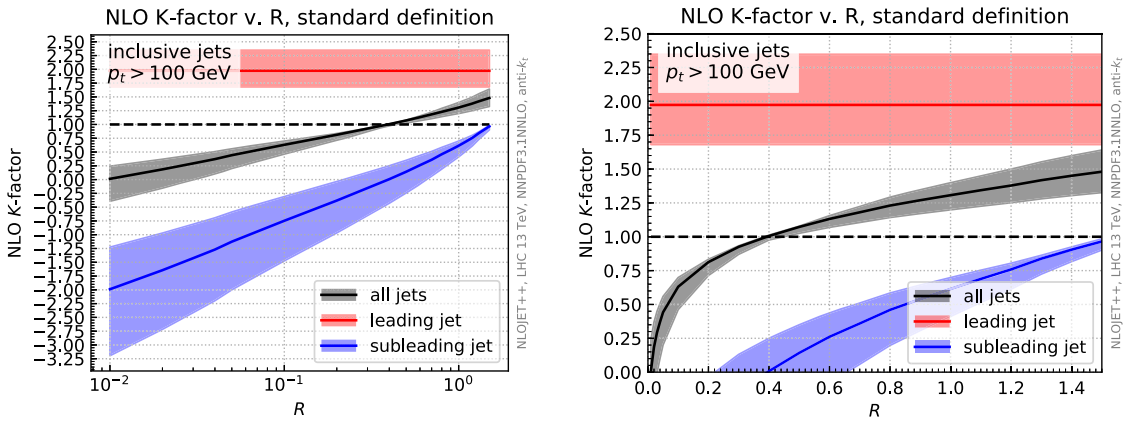 NLO K-factor v. R, standard definition
2.50
2.25
2.00
1.75
1.50
1.25
1.00
0.75
0.50
0.25
0.00
−0.25
−0.50
−0.75
−1.00
−1.25
−1.50
−1.75
−2.00
−2.25
−2.50
−2.75
−3.00
−3.25
NLO K-factor
inclusive jets
pₜ > 100 GeV
all jets
leading jet
subleading jet
10⁻² 10⁻¹ 10⁰
R
NLOJET++, LHC 13 TeV, NNPDF3.1NNLO, anti-kₜ
NLO K-factor v. R, standard definition
2.50
2.25
2.00
1.75
1.50
1.25
1.00
0.75
0.50
0.25
0.00
NLO K-factor
inclusive jets
pₜ > 100 GeV
all jets
leading jet
subleading jet
0.0 0.2 0.4 0.6 0.8 1.0 1.2 1.4
R
NLOJET++, LHC 13 TeV, NNPDF3.1NNLO, anti-kₜ